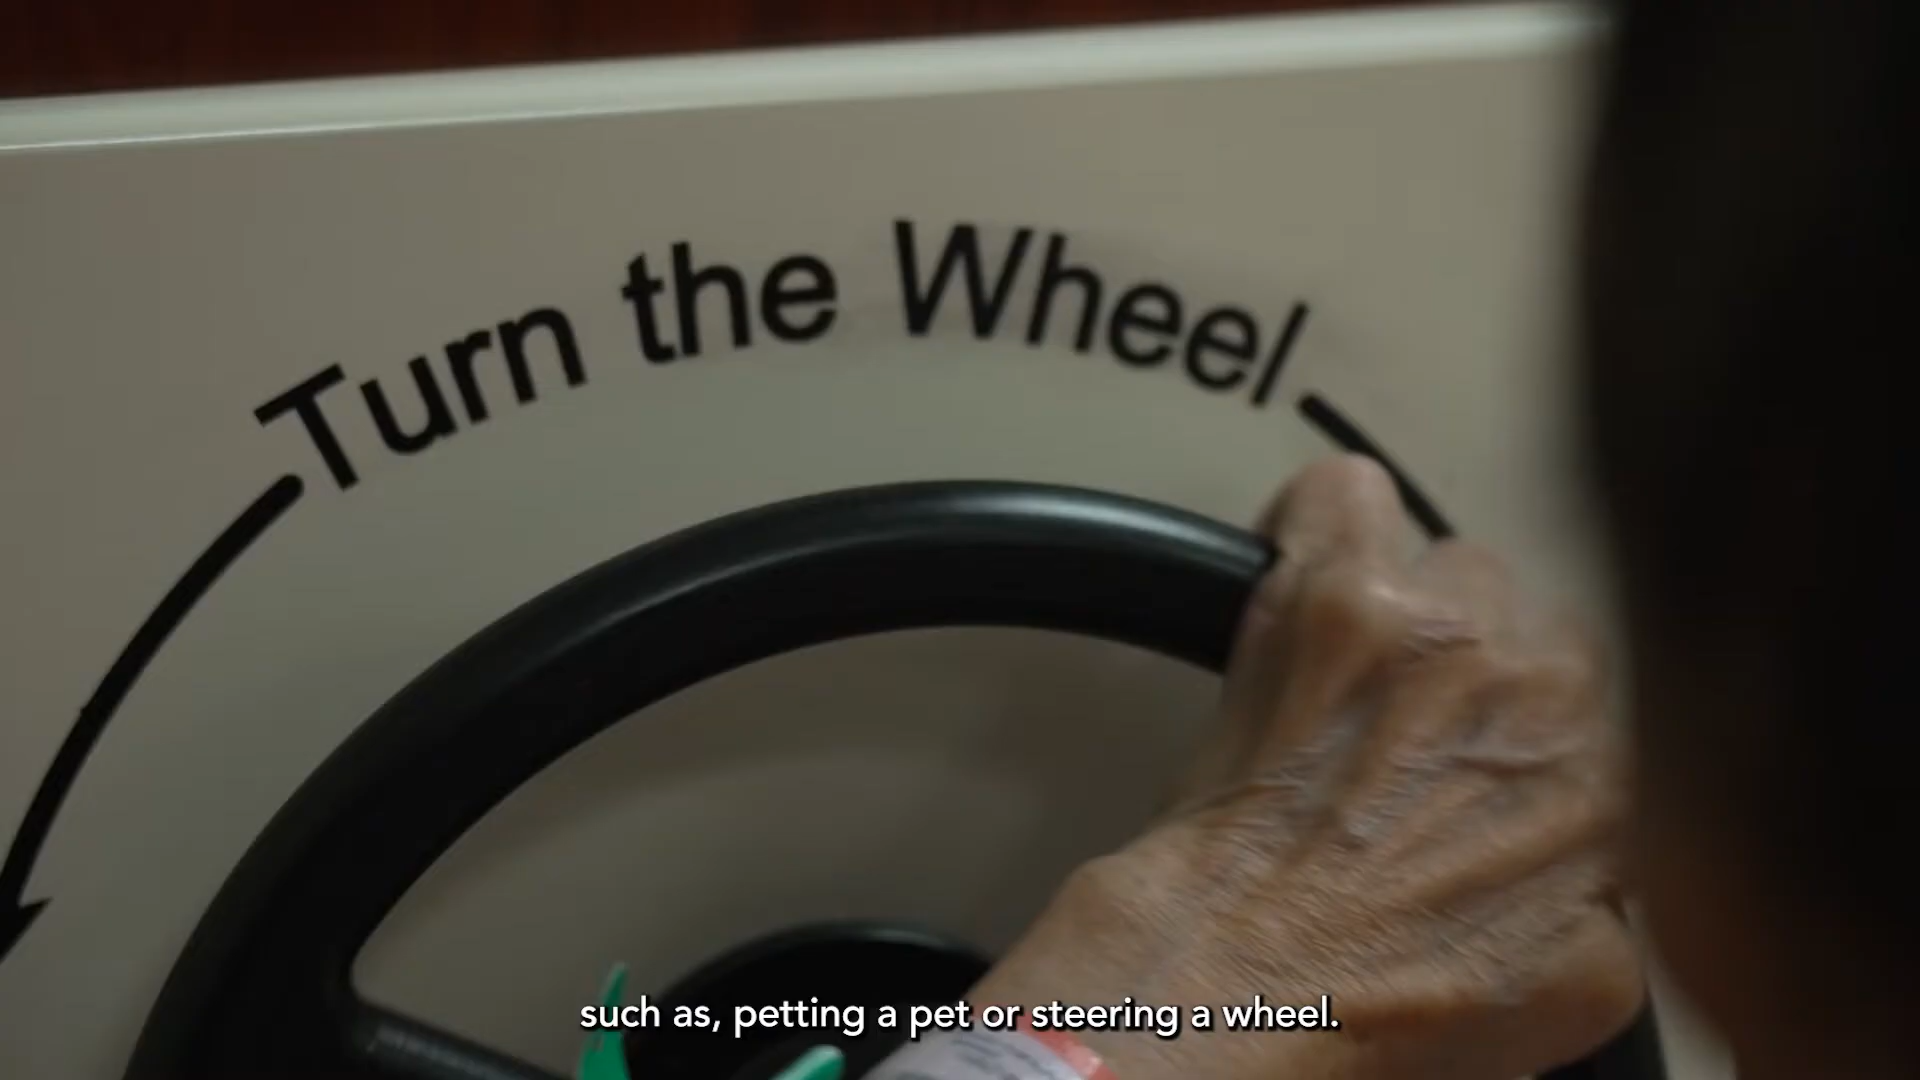 Turn the Wheel
such as, petting a pet or steering a wheel.